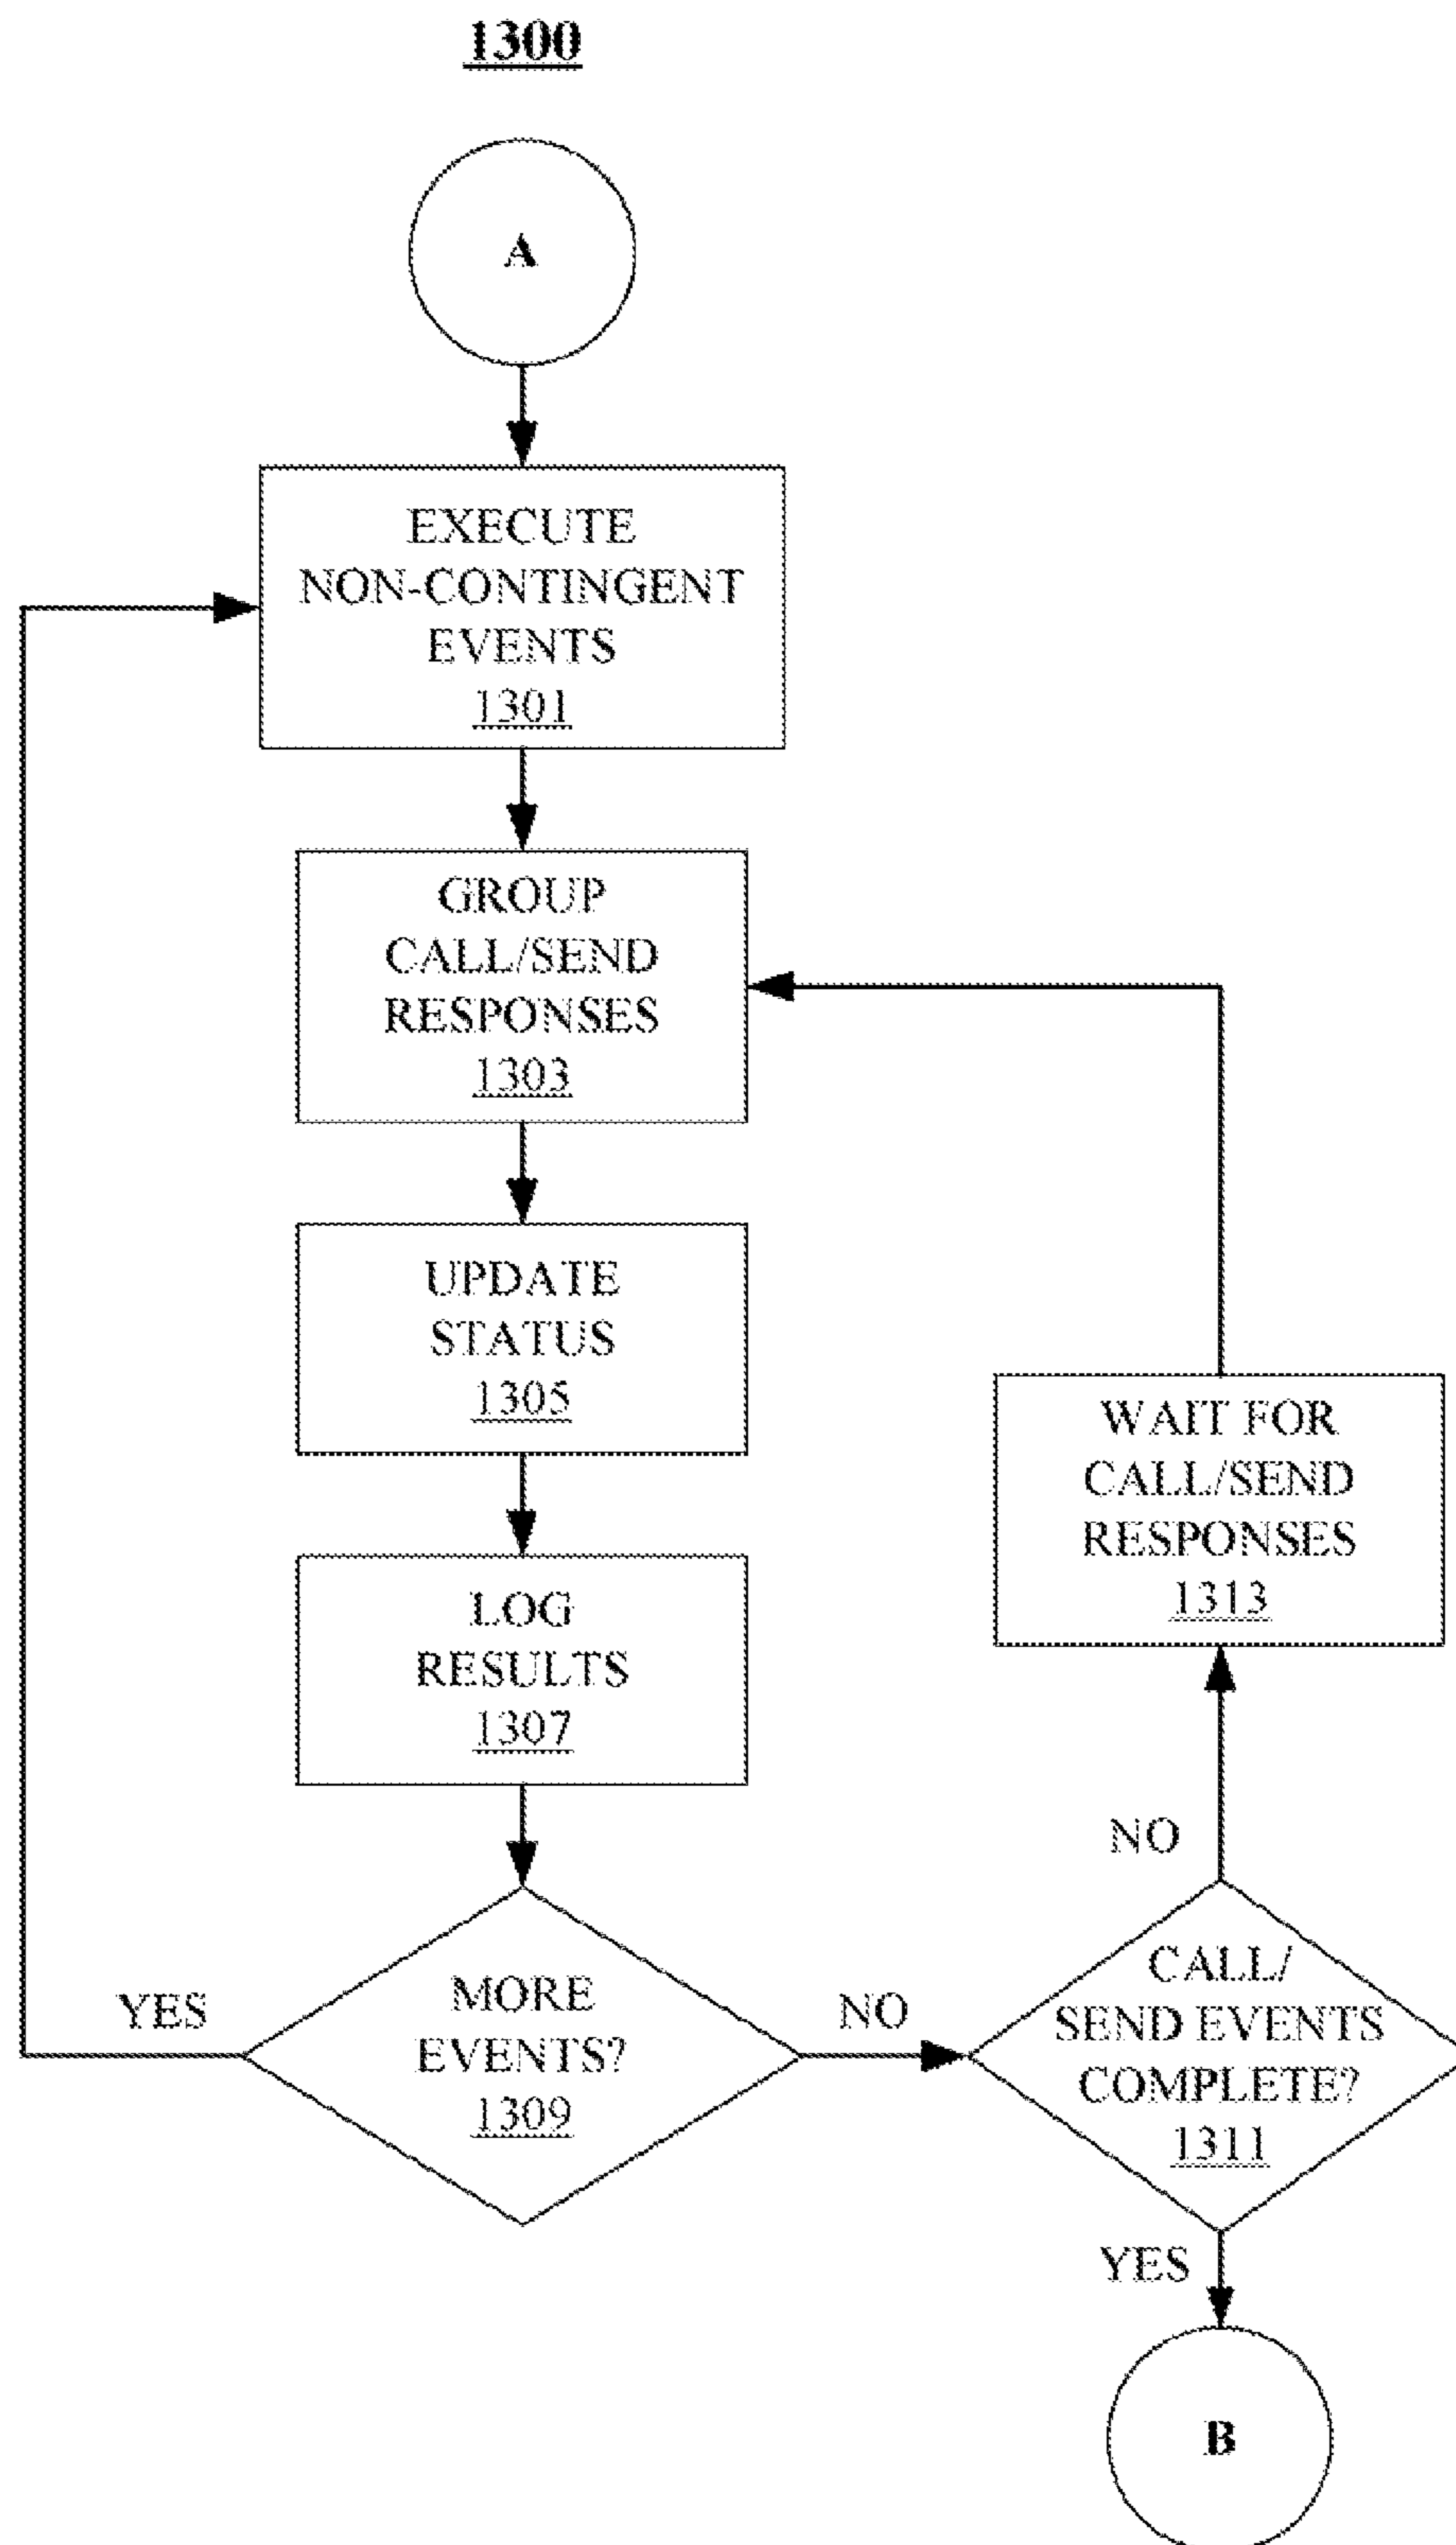 1300
A
EXECUTE
NON-CONTINGENT
EVENTS
1301
GROUP
CALL/SEND
RESPONSES
1303
UPDATE
STATUS
1305
LOG
RESULTS
1307
MORE
EVENTS?
1309
YES
NO
CALL/
SEND EVENTS
COMPLETE?
1311
NO
WAIT FOR
CALL/SEND
RESPONSES
1313
YES
B